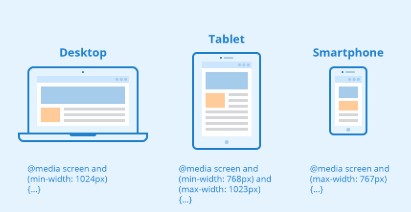 Desktop
Tablet
Smartphone
@media screen and
(min-width: 1024px)
{...}
@media screen and
(min-width: 768px) and
(max-width: 1023px)
{...}
@media screen and
(max-width: 767px)
{...}